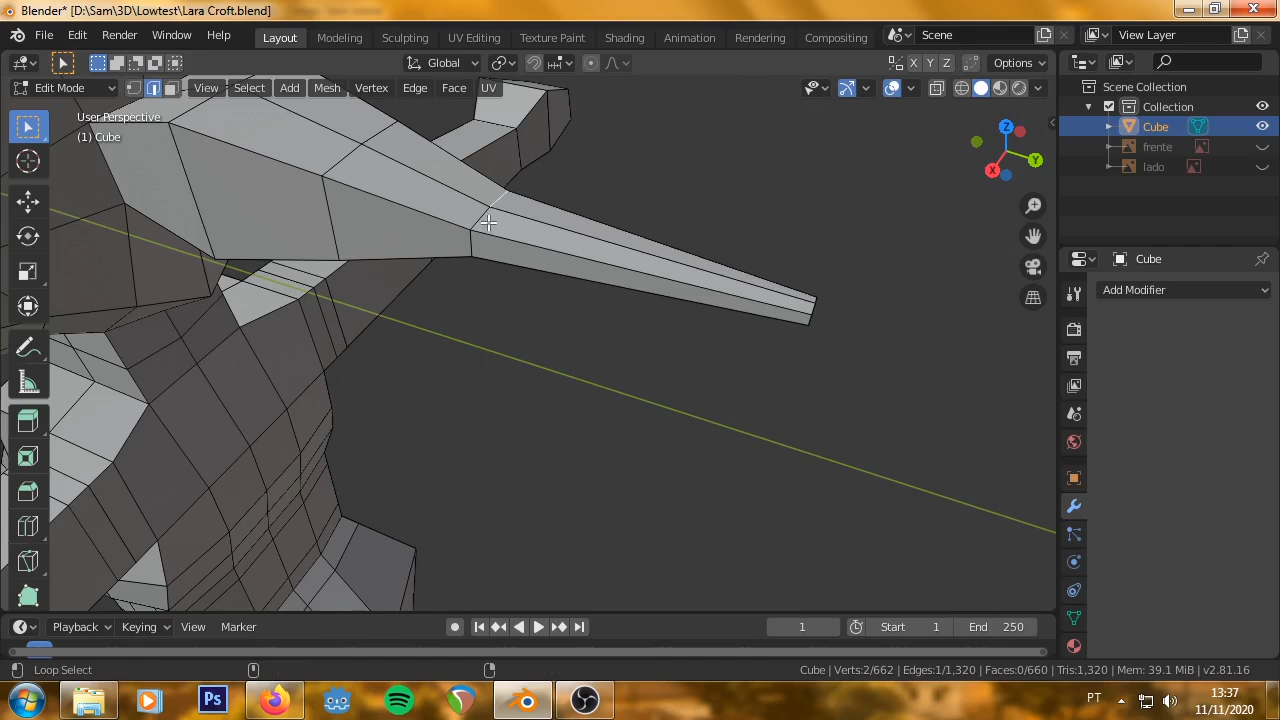 Blender* [D:\Sam\3D\Lowtest\Lara Croft.blend]
File Edit Render Window Help Layout Modeling Sculpting UV Editing Texture Paint Shading Animation Rendering Compositing Scene View Layer
Global X Y Z Options
Edit Mode View Select Add Mesh Vertex Edge Face UV
User Perspective
(1) Cube
Z
Y
X
Scene Collection
Collection
Cube
frente
lado
Cube
Add Modifier
Playback Keying View Marker 1 Start 1 End 250
Loop Select Cube | Verts:2/662 | Edges:1/1,320 | Faces:0/660 | Tris:1,320 | Mem: 39.1 MiB | v2.81.16
Ps PT 13:37
11/11/2020